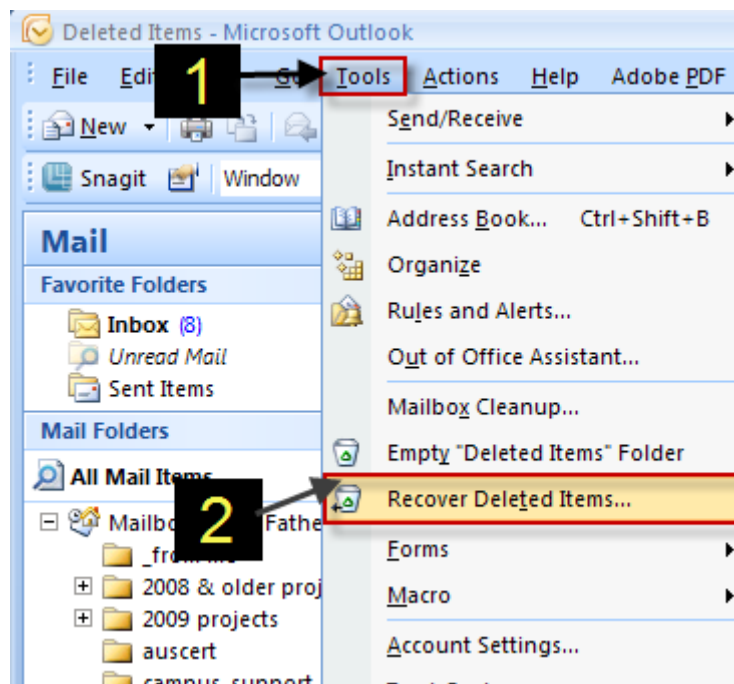 Deleted Items - Microsoft Outlook
1
File Tools Actions Help Adobe PDF
New
Send/Receive
Snagit Window
Instant Search
Address Book... Ctrl+Shift+B
Mail
Organize
Favorite Folders
Rules and Alerts...
Inbox (8)
Unread Mail
Out of Office Assistant...
Sent Items
Mailbox Cleanup...
Mail Folders
Empty "Deleted Items" Folder
All Mail Items
2
Recover Deleted Items...
Forms
2008 & older proj
Macro
2009 projects
auscert
Account Settings...
campus_support